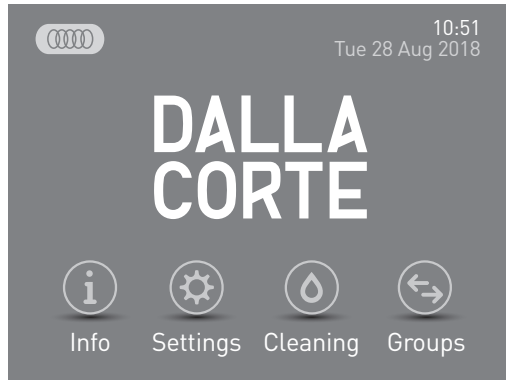 10:51
Tue 28 Aug 2018
DALLA
CORTE
Info Settings Cleaning Groups